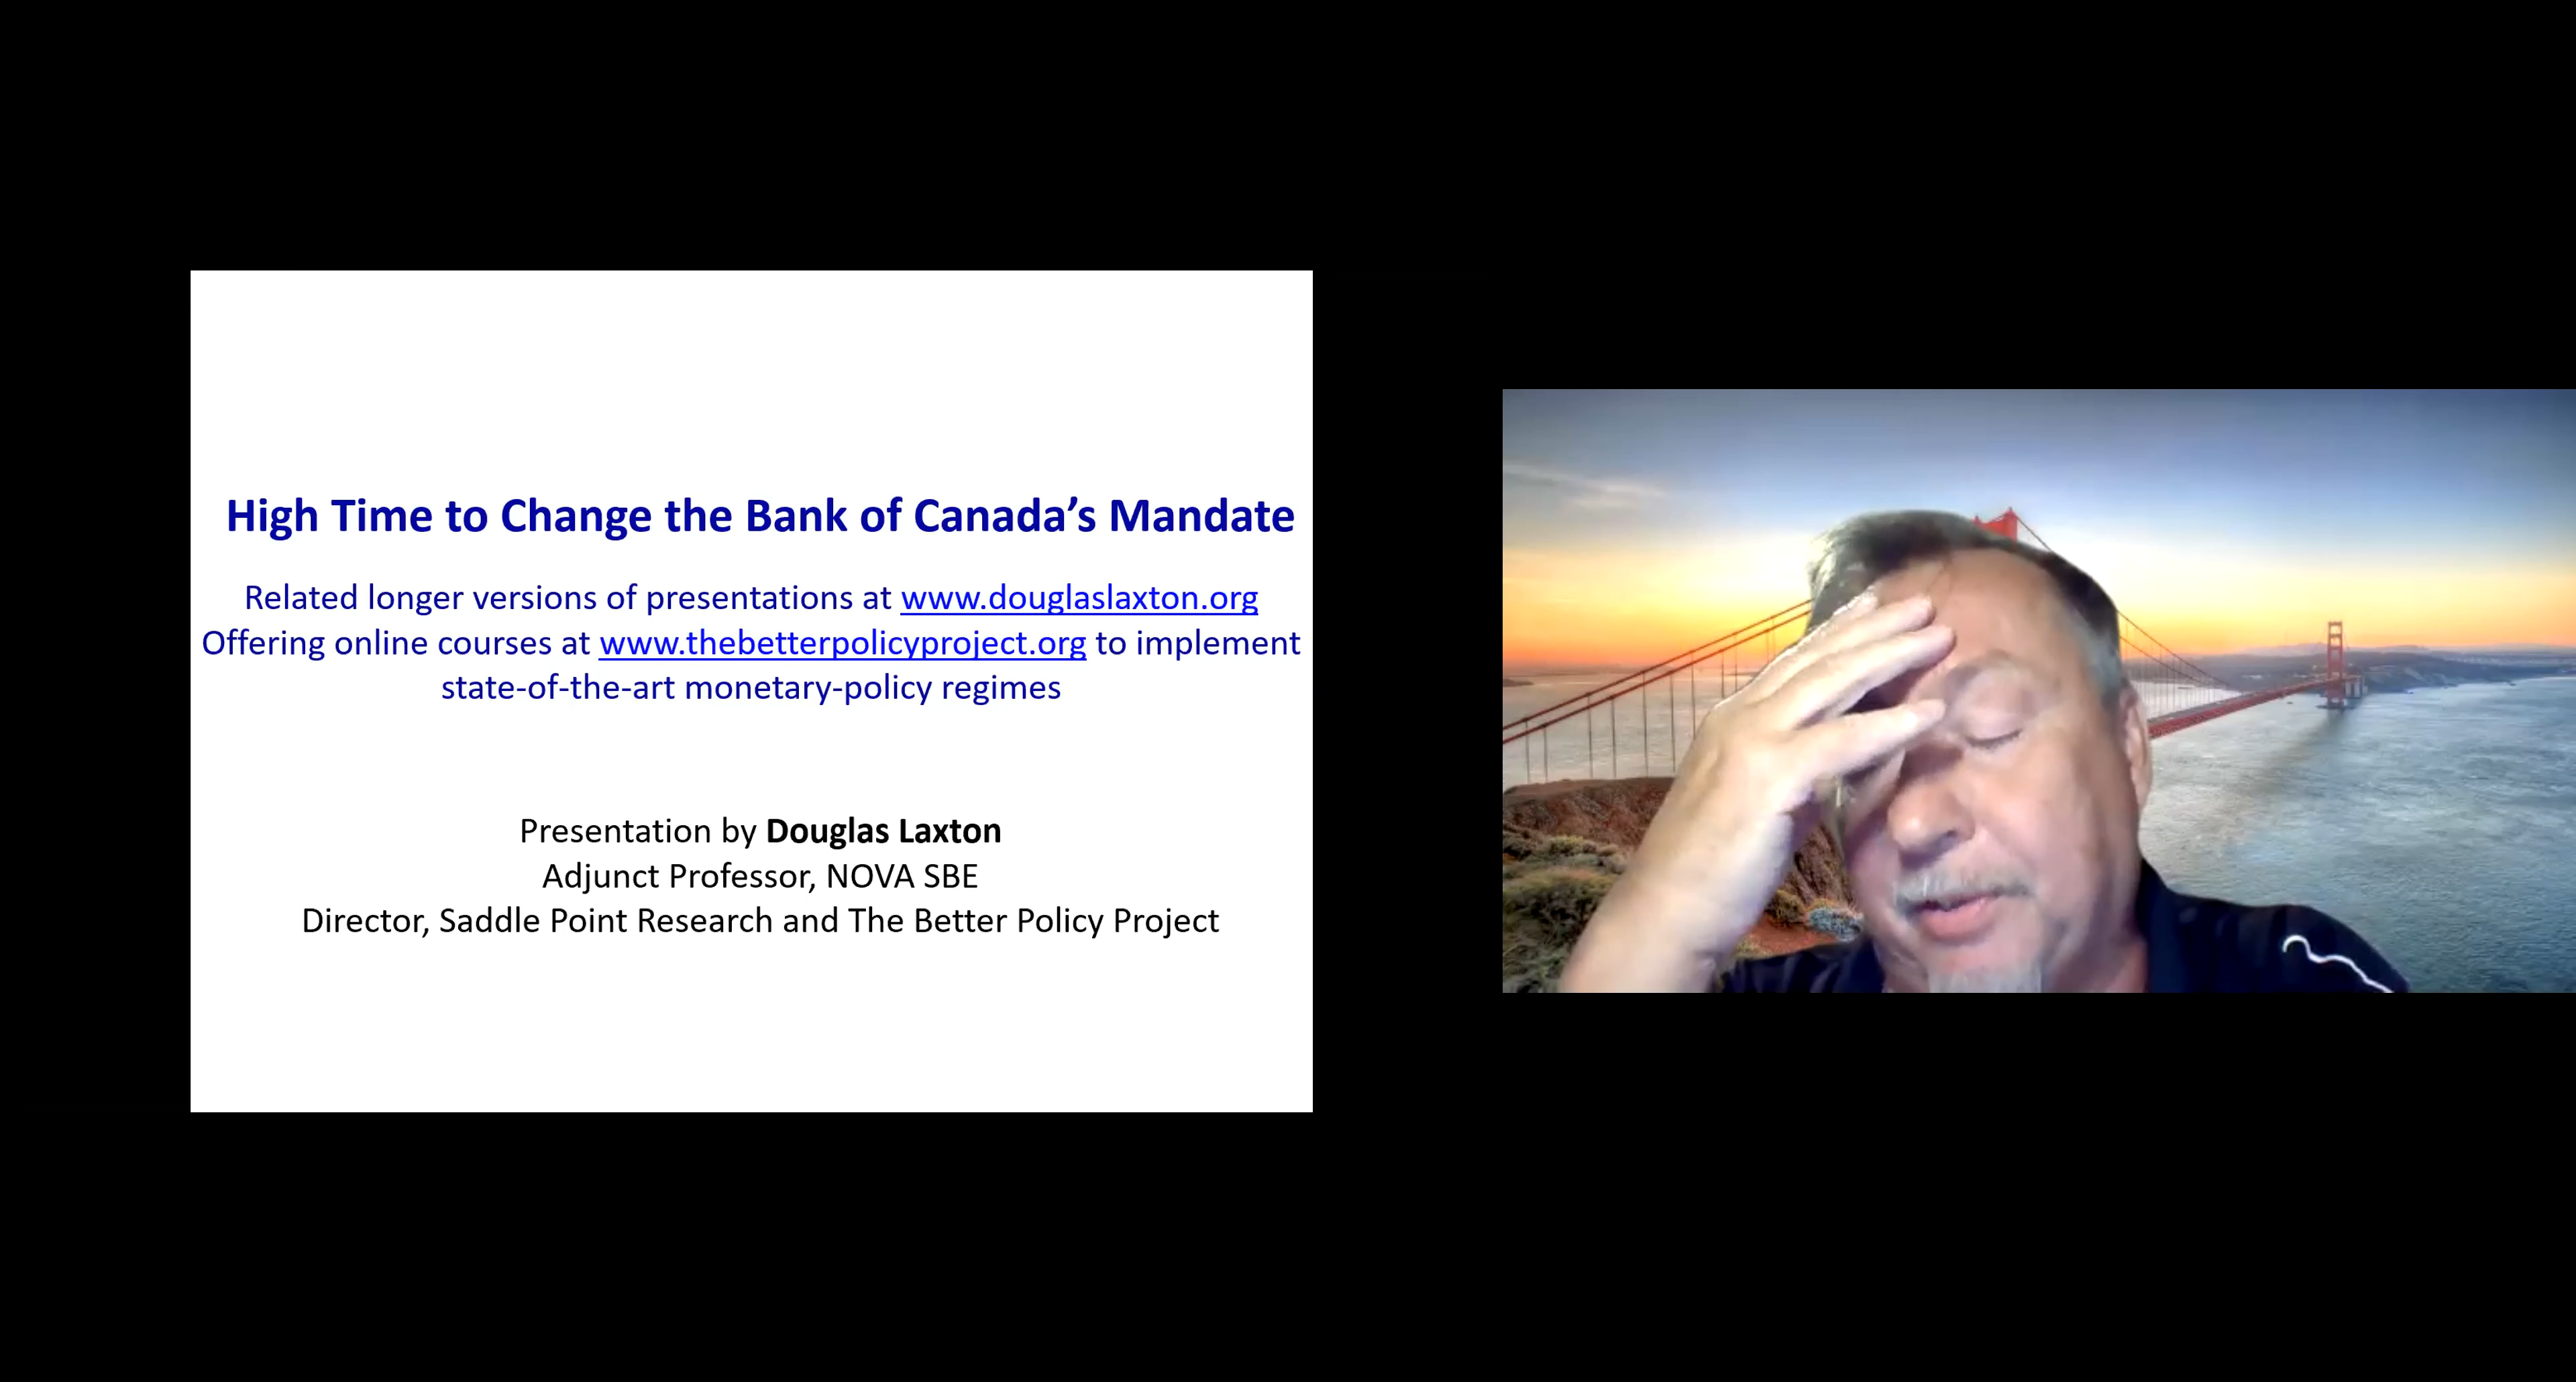 High Time to Change the Bank of Canada’s Mandate
Related longer versions of presentations at www.douglaslaxton.org
Offering online courses at www.thebetterpolicyproject.org to implement
state-of-the-art monetary-policy regimes
Presentation by Douglas Laxton
Adjunct Professor, NOVA SBE
Director, Saddle Point Research and The Better Policy Project